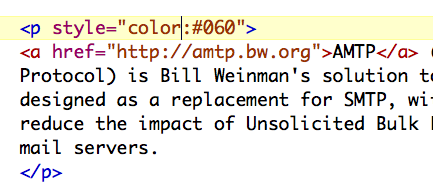 <p style="color:#060">
<a href="http://amtp.bw.org">AMTP</a>
Protocol) is Bill Weinman's solution
designed as a replacement for SMTP,
reduce the impact of Unsolicited Bulk
mail servers.
</p>